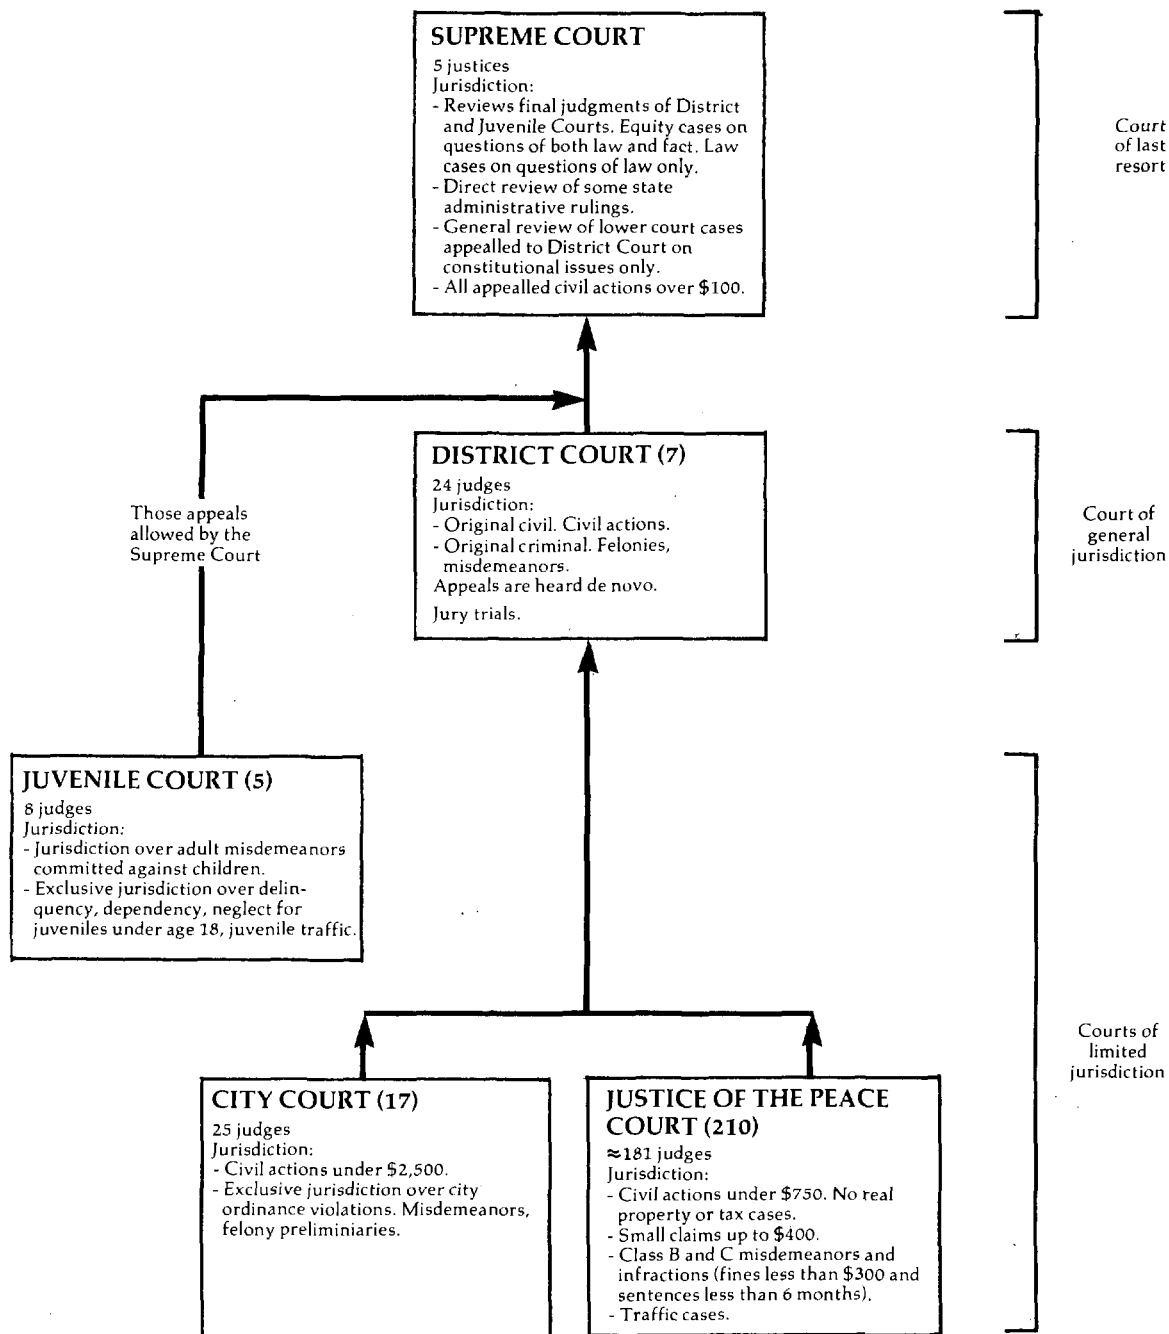 SUPREME COURT
5 justices
Jurisdiction:
- Reviews final judgments of District
and Juvenile Courts. Equity cases on
questions of both law and fact. Law
cases on questions of law only.
- Direct review of some state
administrative rulings.
- General review of lower court cases
appealled to District Court on
constitutional issues only.
- All appealled civil actions over $100.
Court
of last
resort
DISTRICT COURT (7)
24 judges
Jurisdiction:
- Original civil. Civil actions.
- Original criminal. Felonies,
misdemeanors.
Appeals are heard de novo.
Jury trials.
Court of
general
jurisdiction
Those appeals
allowed by the
Supreme Court
JUVENILE COURT (5)
8 judges
Jurisdiction:
- Jurisdiction over adult misdemeanors
committed against children.
- Exclusive jurisdiction over delin-
quency, dependency, neglect for
juveniles under age 18, juvenile traffic.
Courts of
limited
jurisdiction
CITY COURT (17)
25 judges
Jurisdiction:
- Civil actions under $2,500.
- Exclusive jurisdiction over city
ordinance violations. Misdemeanors,
felony preliminiaries.
JUSTICE OF THE PEACE
COURT (210)
≈181 judges
Jurisdiction:
- Civil actions under $750. No real
property or tax cases.
- Small claims up to $400.
- Class B and C misdemeanors and
infractions (fines less than $300 and
sentences less than 6 months).
- Traffic cases.